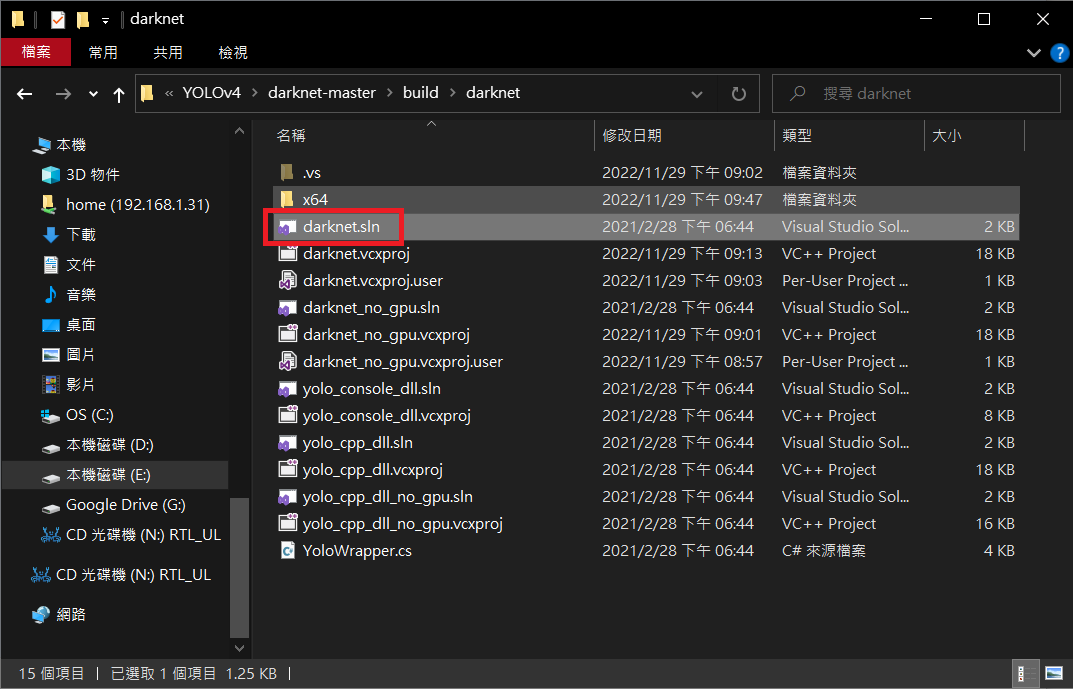 darknet
檔案 常用 共用 檢視
« YOLOv4 > darknet-master > build > darknet 搜尋 darknet
本機
3D 物件
home (192.168.1.31)
下載
文件
音樂
桌面
圖片
影片
OS (C:)
本機磁碟 (D:)
本機磁碟 (E:)
Google Drive (G:)
CD 光碟機 (N:) RTL_UL
CD 光碟機 (N:) RTL_UL
網路
名稱 修改日期 類型 大小
.vs 2022/11/29 下午 09:02 檔案資料夾
x64 2022/11/29 下午 09:47 檔案資料夾
darknet.sln 2021/2/28 下午 06:44 Visual Studio Sol... 2 KB
darknet.vcxproj 2022/11/29 下午 09:13 VC++ Project 18 KB
darknet.vcxproj.user 2022/11/29 下午 09:03 Per-User Project ... 1 KB
darknet_no_gpu.sln 2021/2/28 下午 06:44 Visual Studio Sol... 2 KB
darknet_no_gpu.vcxproj 2022/11/29 下午 09:01 VC++ Project 18 KB
darknet_no_gpu.vcxproj.user 2022/11/29 下午 08:57 Per-User Project ... 1 KB
yolo_console_dll.sln 2021/2/28 下午 06:44 Visual Studio Sol... 2 KB
yolo_console_dll.vcxproj 2021/2/28 下午 06:44 VC++ Project 8 KB
yolo_cpp_dll.sln 2021/2/28 下午 06:44 Visual Studio Sol... 2 KB
yolo_cpp_dll.vcxproj 2021/2/28 下午 06:44 VC++ Project 18 KB
yolo_cpp_dll_no_gpu.sln 2021/2/28 下午 06:44 Visual Studio Sol... 2 KB
yolo_cpp_dll_no_gpu.vcxproj 2021/2/28 下午 06:44 VC++ Project 16 KB
YoloWrapper.cs 2021/2/28 下午 06:44 C# 來源檔案 4 KB
15 個項目 | 已選取 1 個項目 1.25 KB |